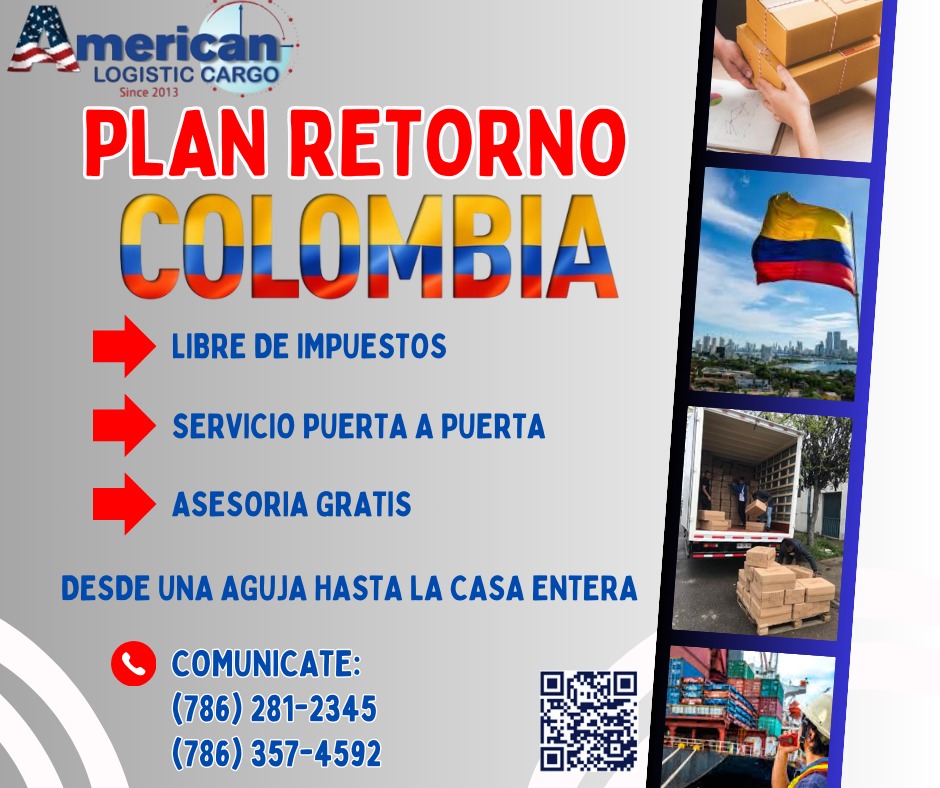 American
LOGISTIC CARGO
Since 2013
PLAN RETORNO
COLOMBIA
LIBRE DE IMPUESTOS
SERVICIO PUERTA A PUERTA
ASESORIA GRATIS
DESDE UNA AGUJA HASTA LA CASA ENTERA
COMUNICATE:
(786) 281-2345
(786) 357-4592